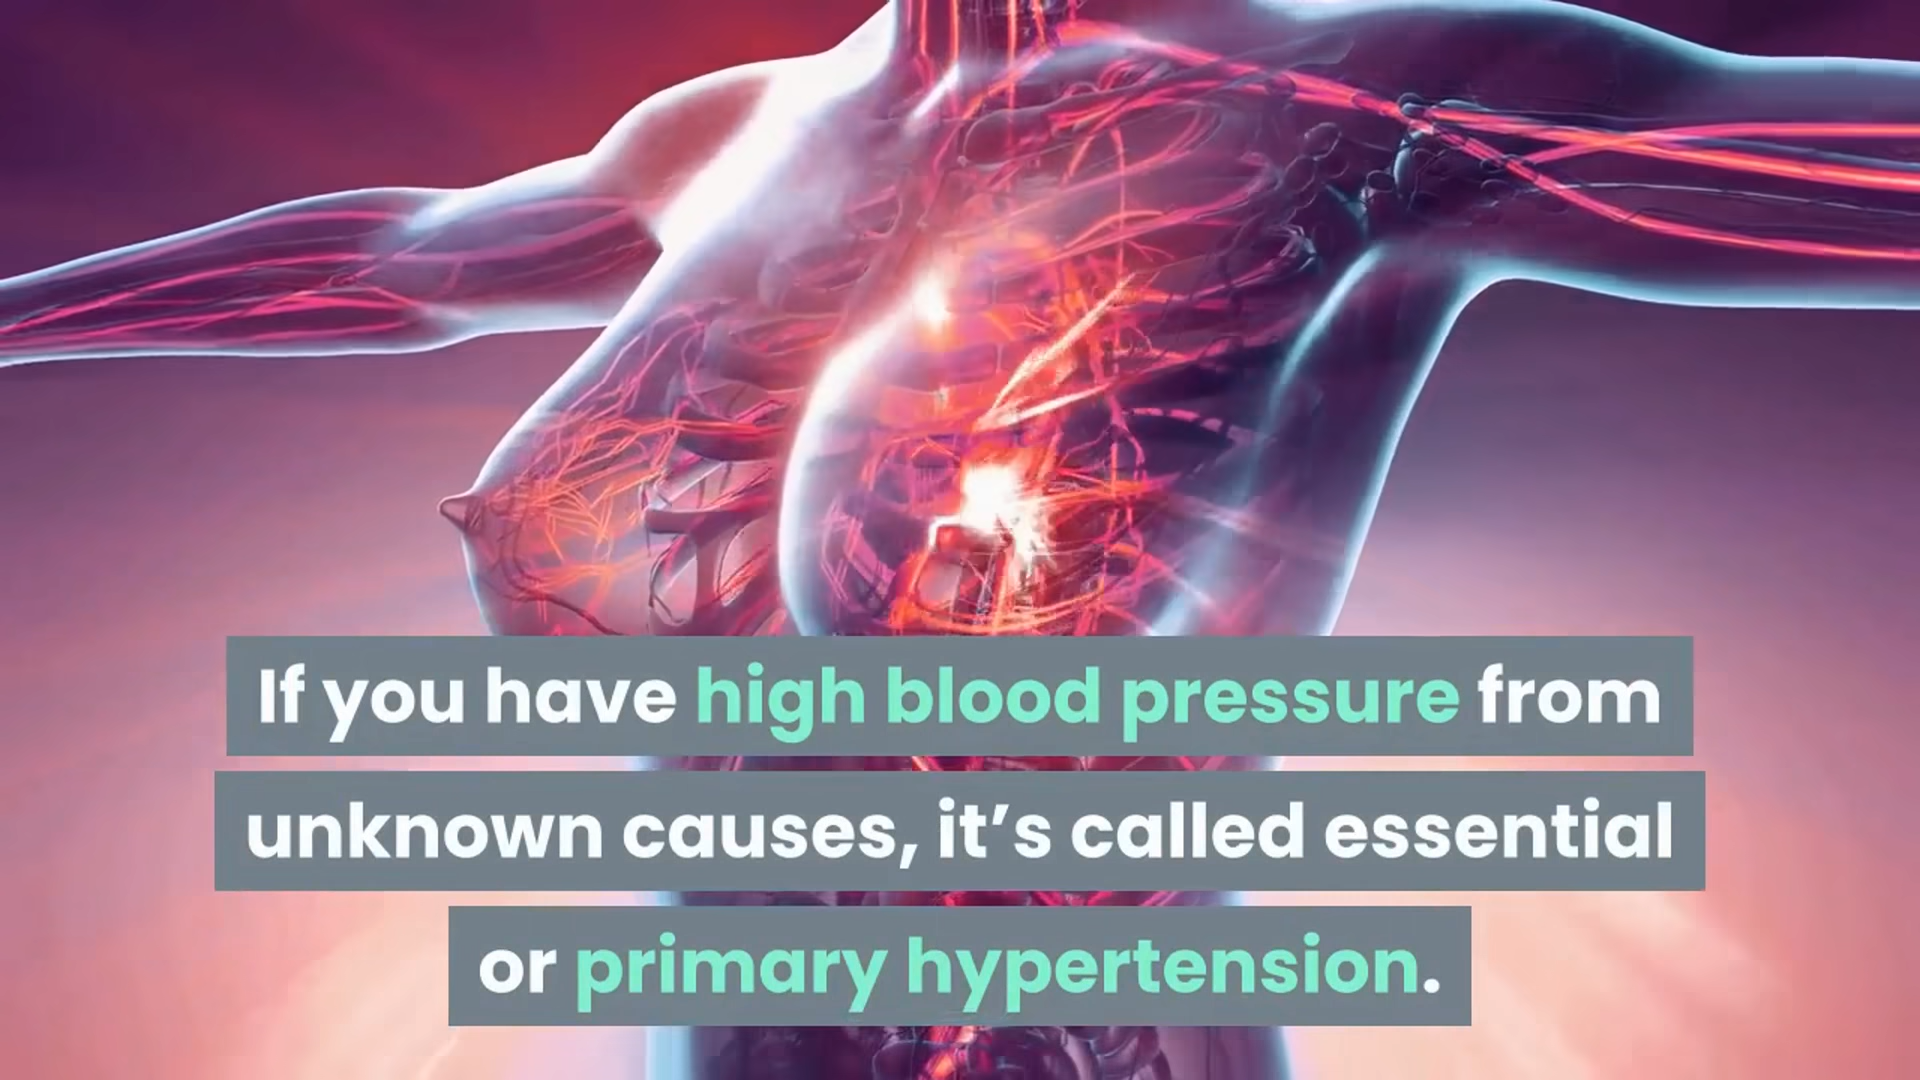 If you have high blood pressure from
unknown causes, it’s called essential
or primary hypertension.